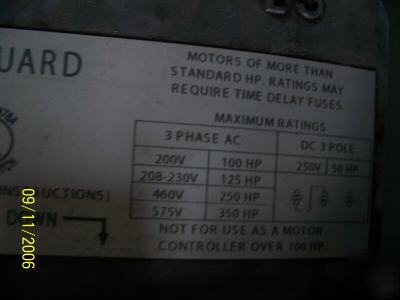 UARD
MOTORS OF MORE THAN
STANDARD HP. RATINGS MAY
REQUIRE TIME DELAY FUSES
MAXIMUM RATINGS
3 PHASE AC DC 3 POLE
200V 100 HP 250V 50 HP
208-230V 125 HP
460V 250 HP
575V 350 HP
INSTRUCTIONS)
DOWN
NOT FOR USE AS A MOTOR
CONTROLLER OVER 100 HP.
09/11/2006